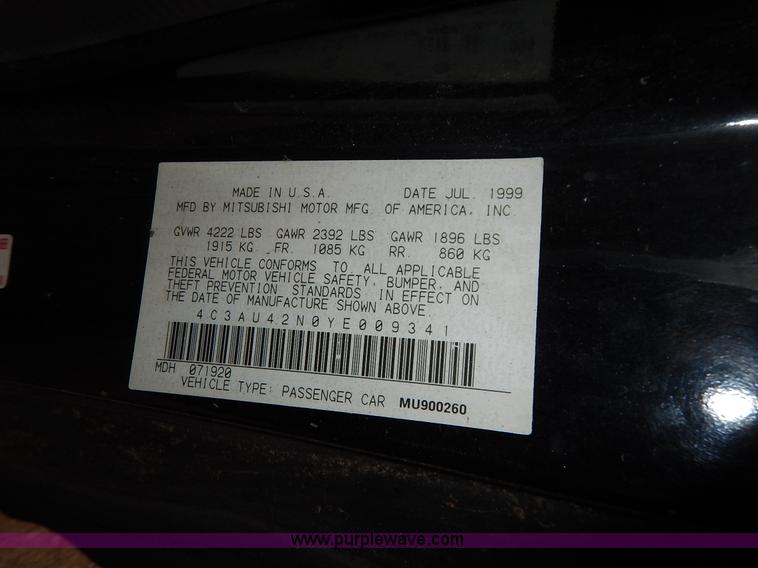 MADE IN U.S.A. DATE JUL. 1999
MFD BY MITSUBISHI MOTOR MFG. OF AMERICA, INC.
GVWR 4222 LBS GAWR 2392 LBS GAWR 1896 LBS
1915 KG FR. 1085 KG RR. 860 KG
THIS VEHICLE CONFORMS TO ALL APPLICABLE
FEDERAL MOTOR VEHICLE SAFETY, BUMPER, AND
THEFT PREVENTION STANDARDS IN EFFECT ON
THE DATE OF MANUFACTURE SHOWN ABOVE.
4C3AU42N0YE009341
MDH 071920
VEHICLE TYPE: PASSENGER CAR MU900260
www.purplewave.com